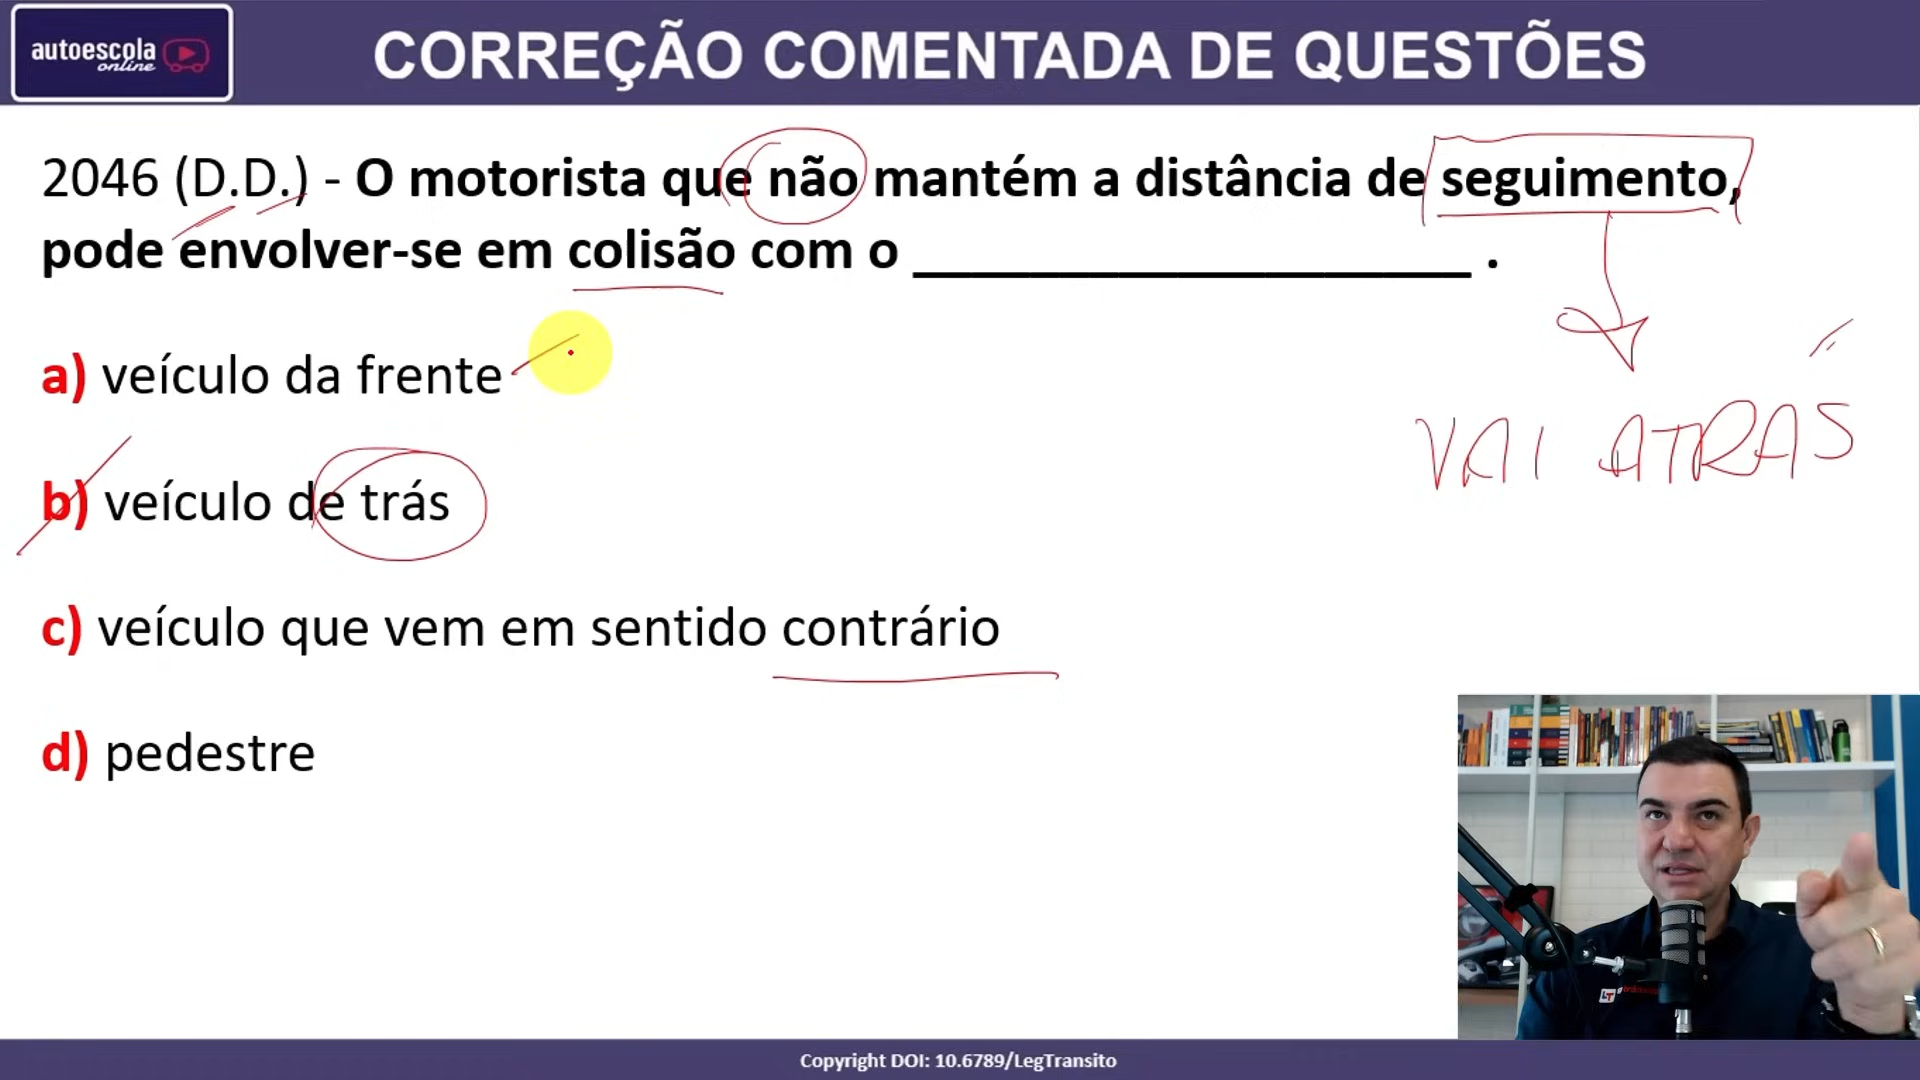 autoescola
online
CORREÇÃO COMENTADA DE QUESTÕES
2046 (D.D.) - O motorista que não mantém a distância de seguimento,
pode envolver-se em colisão com o ____________________ .
a) veículo da frente
b) veículo de trás
c) veículo que vem em sentido contrário
d) pedestre
VAI ATRÁS
Copyright DOI: 10.6789/LegTransito